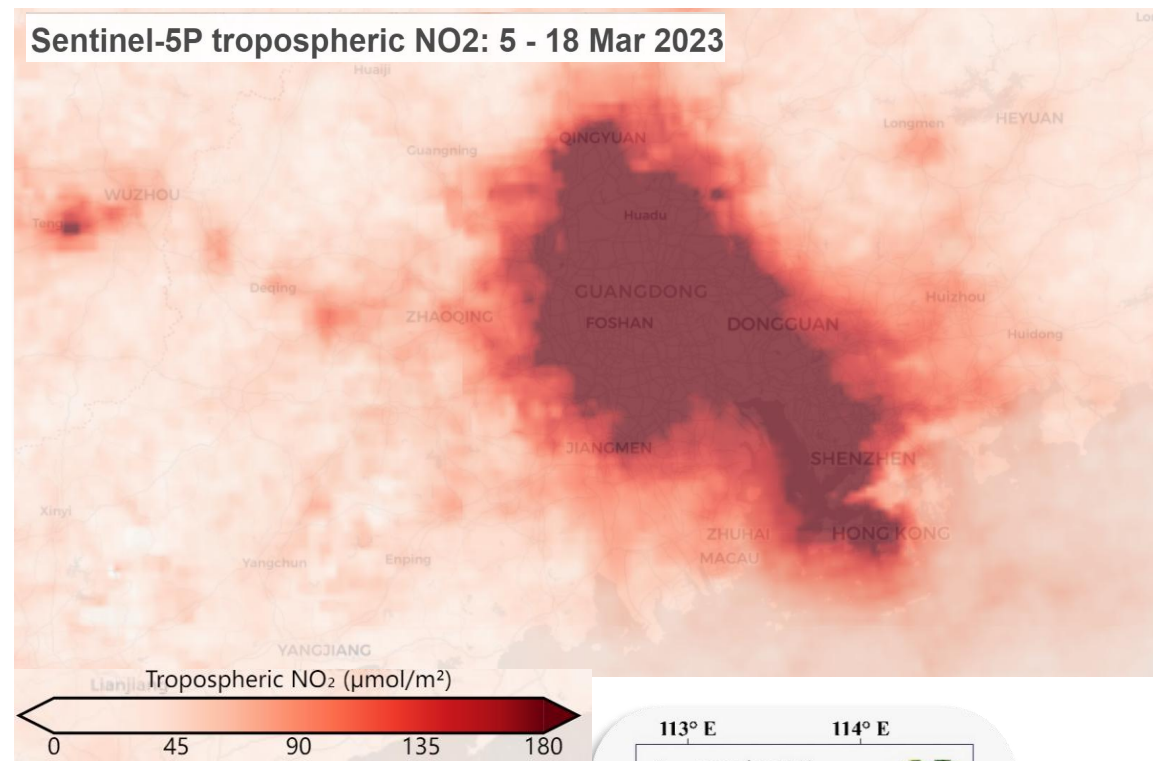 Sentinel-5P tropospheric NO2: 5 - 18 Mar 2023
Huaiji
QINGYUAN
Longmen
HEYUAN
Guangning
WUZHOU
Huadu
Deqing
GUANGDONG
Huizhou
ZHAOQING
FOSHAN
DONGGUAN
Huidong
JIANGMEN
SHENZHEN
Xinyi
ZHUHAI
HONG KONG
MACAU
Yangchun
Enping
YANGJIANG
Tropospheric NO₂ (μmol/m²)
0 45 90 135 180
113° E 114° E